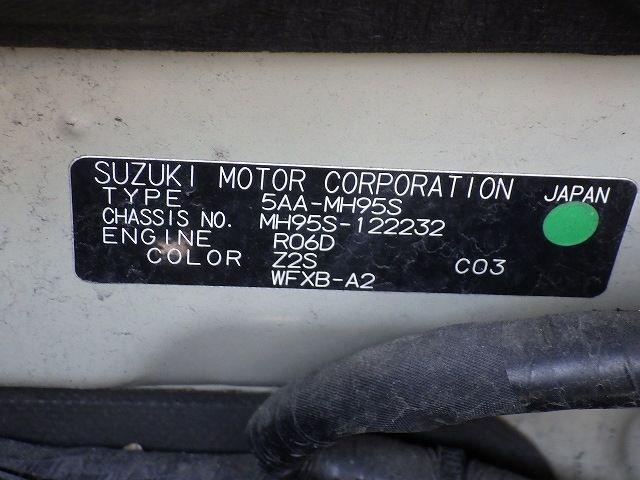 SUZUKI MOTOR CORPORATION JAPAN
TYPE 5AA-MH95S
CHASSIS NO. MH95S-122232
ENGINE R06D
COLOR Z2S C03
WFXB-A2